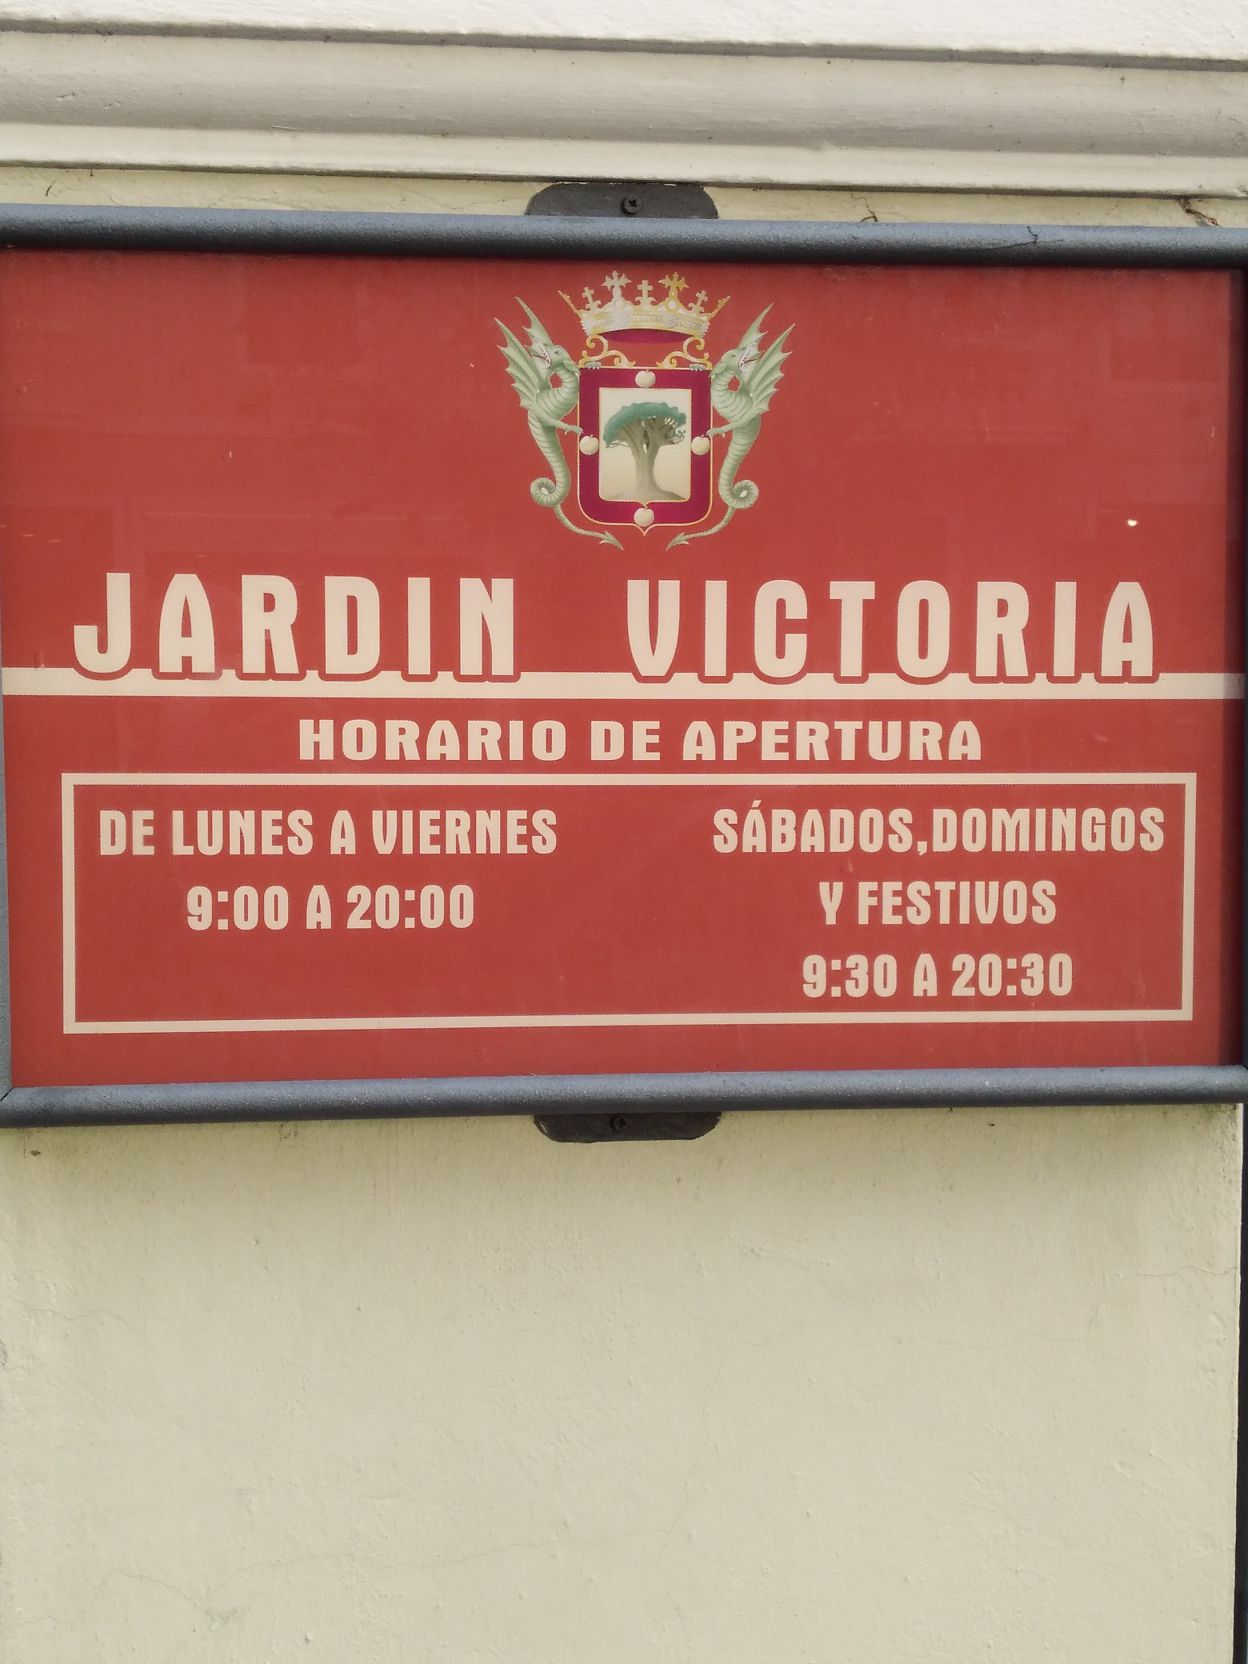 JARDIN VICTORIA
HORARIO DE APERTURA
DE LUNES A VIERNES
9:00 A 20:00
SÁBADOS,DOMINGOS
Y FESTIVOS
9:30 A 20:30